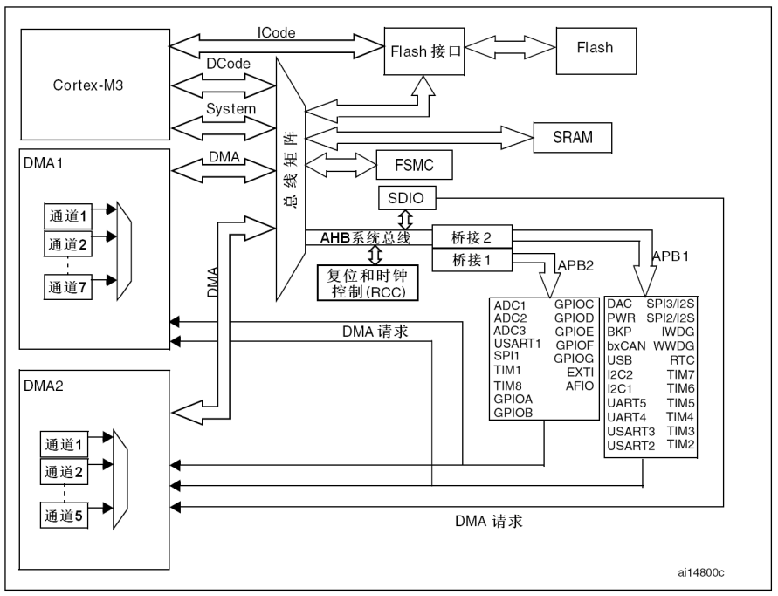 ICode
Cortex-M3
DCode
System
Flash 接口
Flash
SRAM
FSMC
SDIO
总线矩阵
DMA1
DMA
通道1
通道2
通道7
AHB系统总线
桥接2
桥接1
复位和时钟
控制(RCC)
APB2
APB1
DMA
DMA 请求
ADC1 GPIOC
ADC2 GPIOD
ADC3 GPIOE
USART1 GPIOF
SPI1 GPIOG
TIM1 EXTI
TIM8 AFIO
GPIOA
GPIOB
DAC SPI3/I2S
PWR SPI2/I2S
BKP IWDG
bxCAN WWDG
USB RTC
I2C2 TIM7
I2C1 TIM6
UART5 TIM5
UART4 TIM4
USART3 TIM3
USART2 TIM2
DMA2
通道1
通道2
通道5
DMA 请求
ai14800c